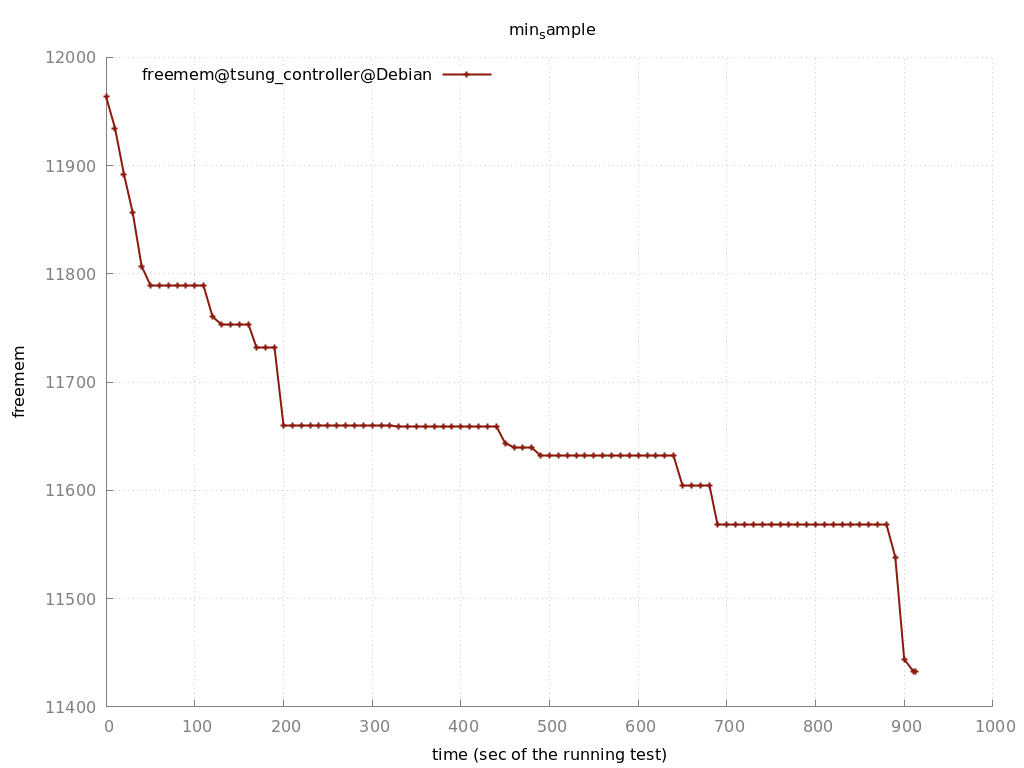 minsample
12000
freemem@tsung_controller@Debian
11900
11800
11700
freemem
11600
11500
11400
0 100 200 300 400 500 600 700 800 900 1000
time (sec of the running test)